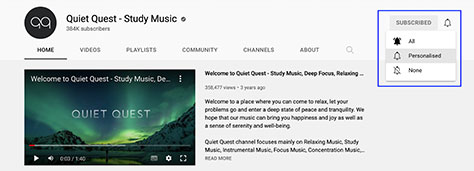 QQ
Quiet Quest - Study Music
384K subscribers
SUBSCRIBED
All
Personalised
None
HOME VIDEOS PLAYLISTS COMMUNITY CHANNELS ABOUT
Welcome to Quiet Quest - Study Music, De...
QUIET QUEST
0:03 / 1:40
Welcome to Quiet Quest - Study Music, Deep Focus, Relaxing ...
338,477 views • 3 years ago
Welcome to a place where you can come to relax, let your
problems go and enter a deep state of peace and tranquility. We
hope that our music can bring you happiness and joy as well as
a sense of serenity and well-being.
Quiet Quest channel focuses mainly on Relaxing Music, Study
Music, Instrumental Music, Focus Music, Concentration Music,...
READ MORE